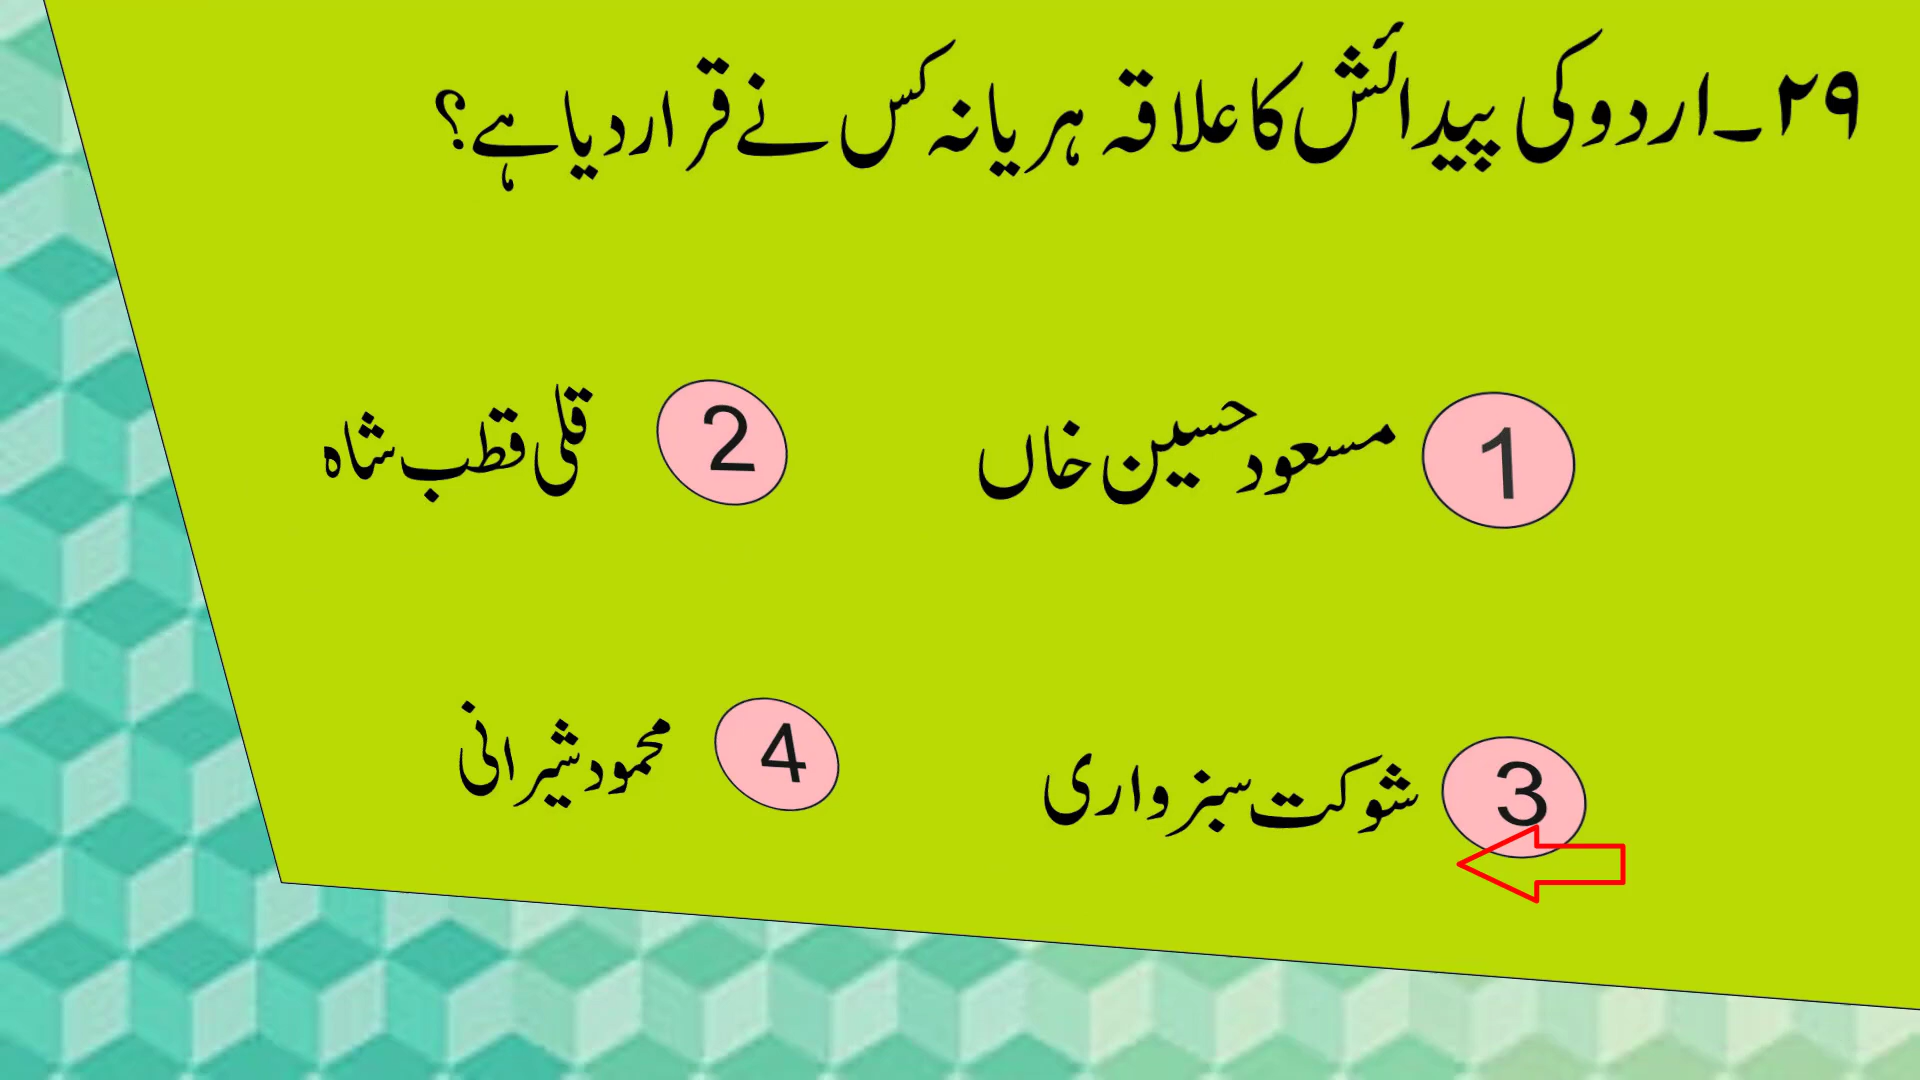 ۲۹۔اردو کی پیدائش کا علاقہ ہریانہ کس نے قرار دیا ہے؟
1 مسعود حسین خاں
2 قلی قطب شاہ
3 شوکت سبزواری
4 محمود شیرانی